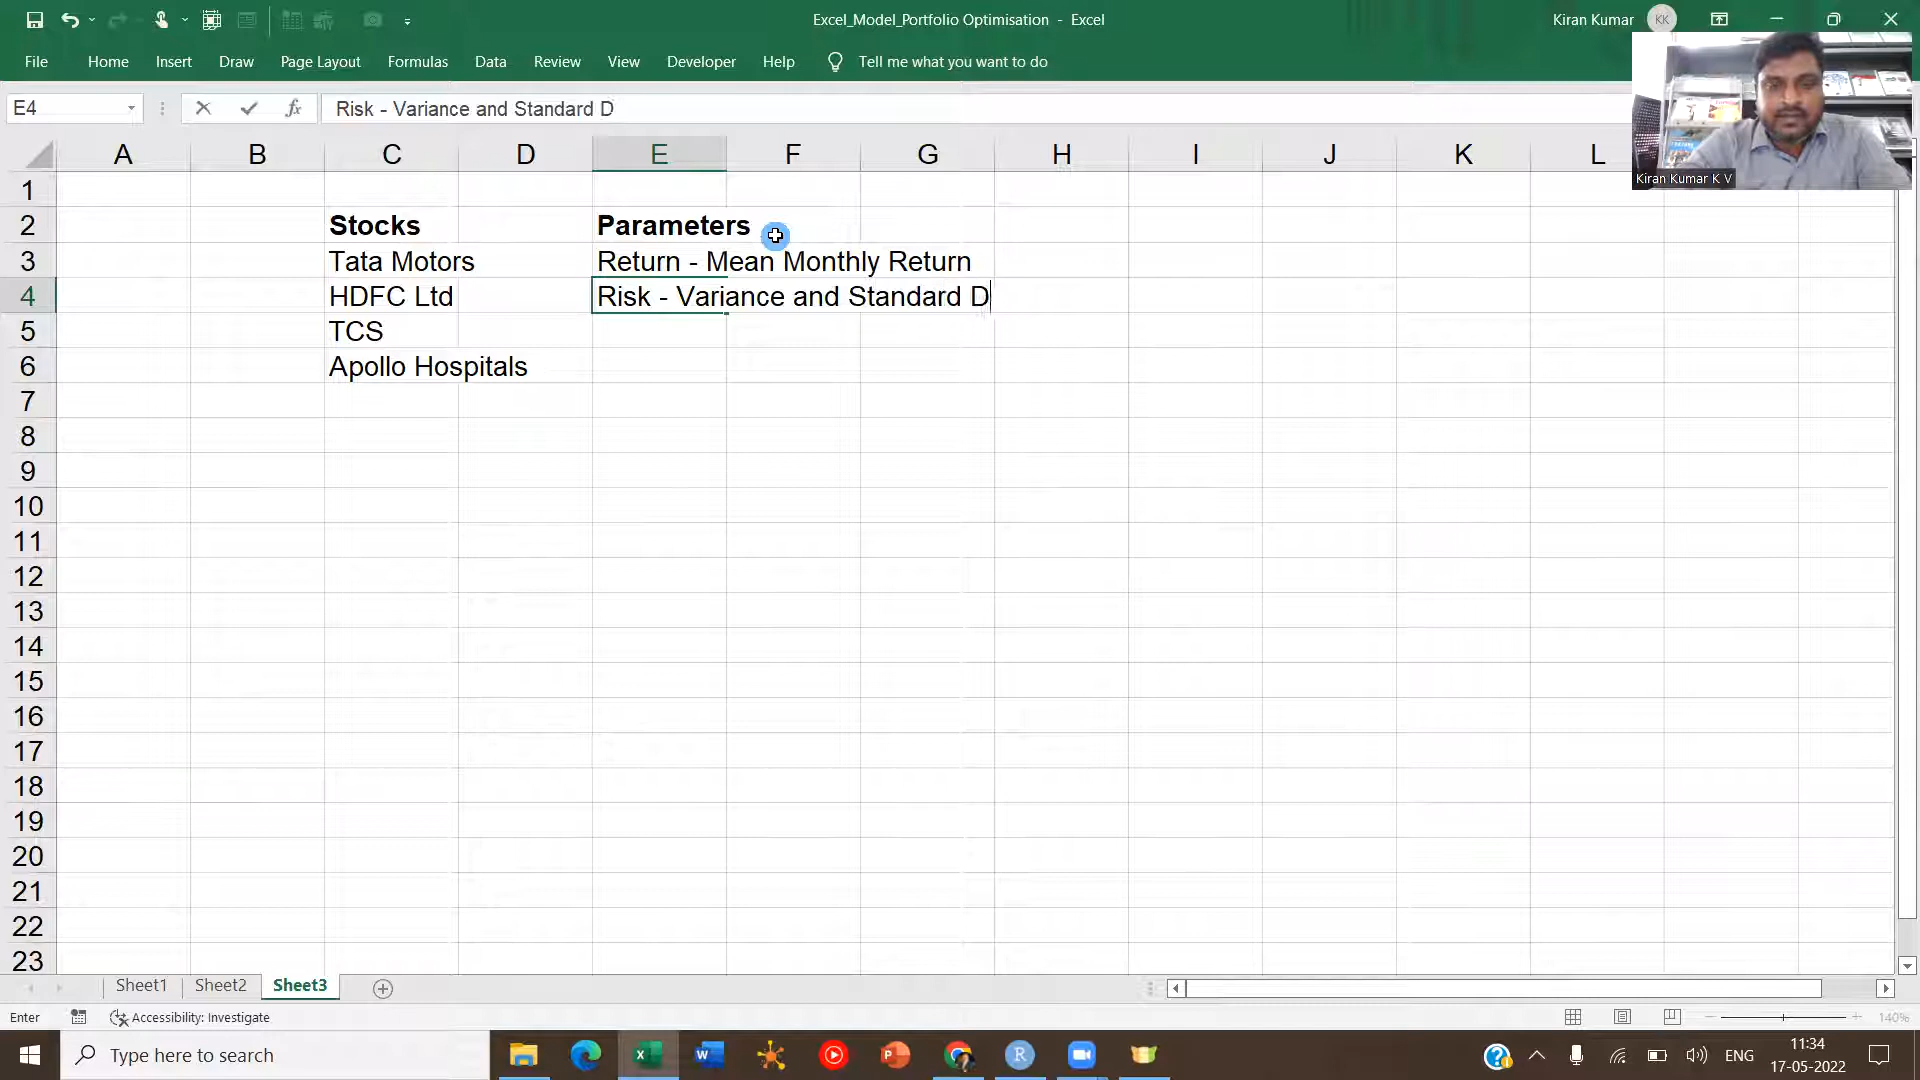 Excel_Model_Portfolio Optimisation - Excel
Kiran Kumar
KK
File Home Insert Draw Page Layout Formulas Data Review View Developer Help Tell me what you want to do
E4
fx
Risk - Variance and Standard D
Kiran Kumar K V
A B C D E F G H I J K L
1
2 Stocks Parameters
3 Tata Motors Return - Mean Monthly Return
4 HDFC Ltd Risk - Variance and Standard D
5 TCS
6 Apollo Hospitals
7
8
9
10
11
12
13
14
15
16
17
18
19
20
21
22
23
Sheet1 Sheet2 Sheet3
Enter Accessibility: Investigate 140%
Type here to search
ENG
11:34
17-05-2022